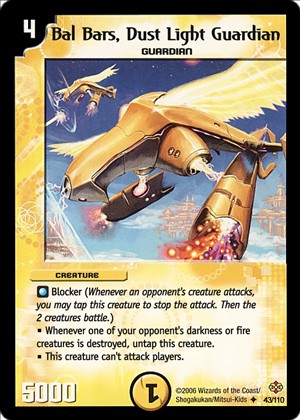 4
Bal Bars, Dust Light Guardian
GUARDIAN
CREATURE
Blocker (Whenever an opponent's creature attacks,
you may tap this creature to stop the attack. Then the
2 creatures battle.)
▪ Whenever one of your opponent's darkness or fire
creatures is destroyed, untap this creature.
▪ This creature can't attack players.
5000
1
©2006 Wizards of the Coast/
Shogakukan/Mitsui-Kids ✦ 43/110